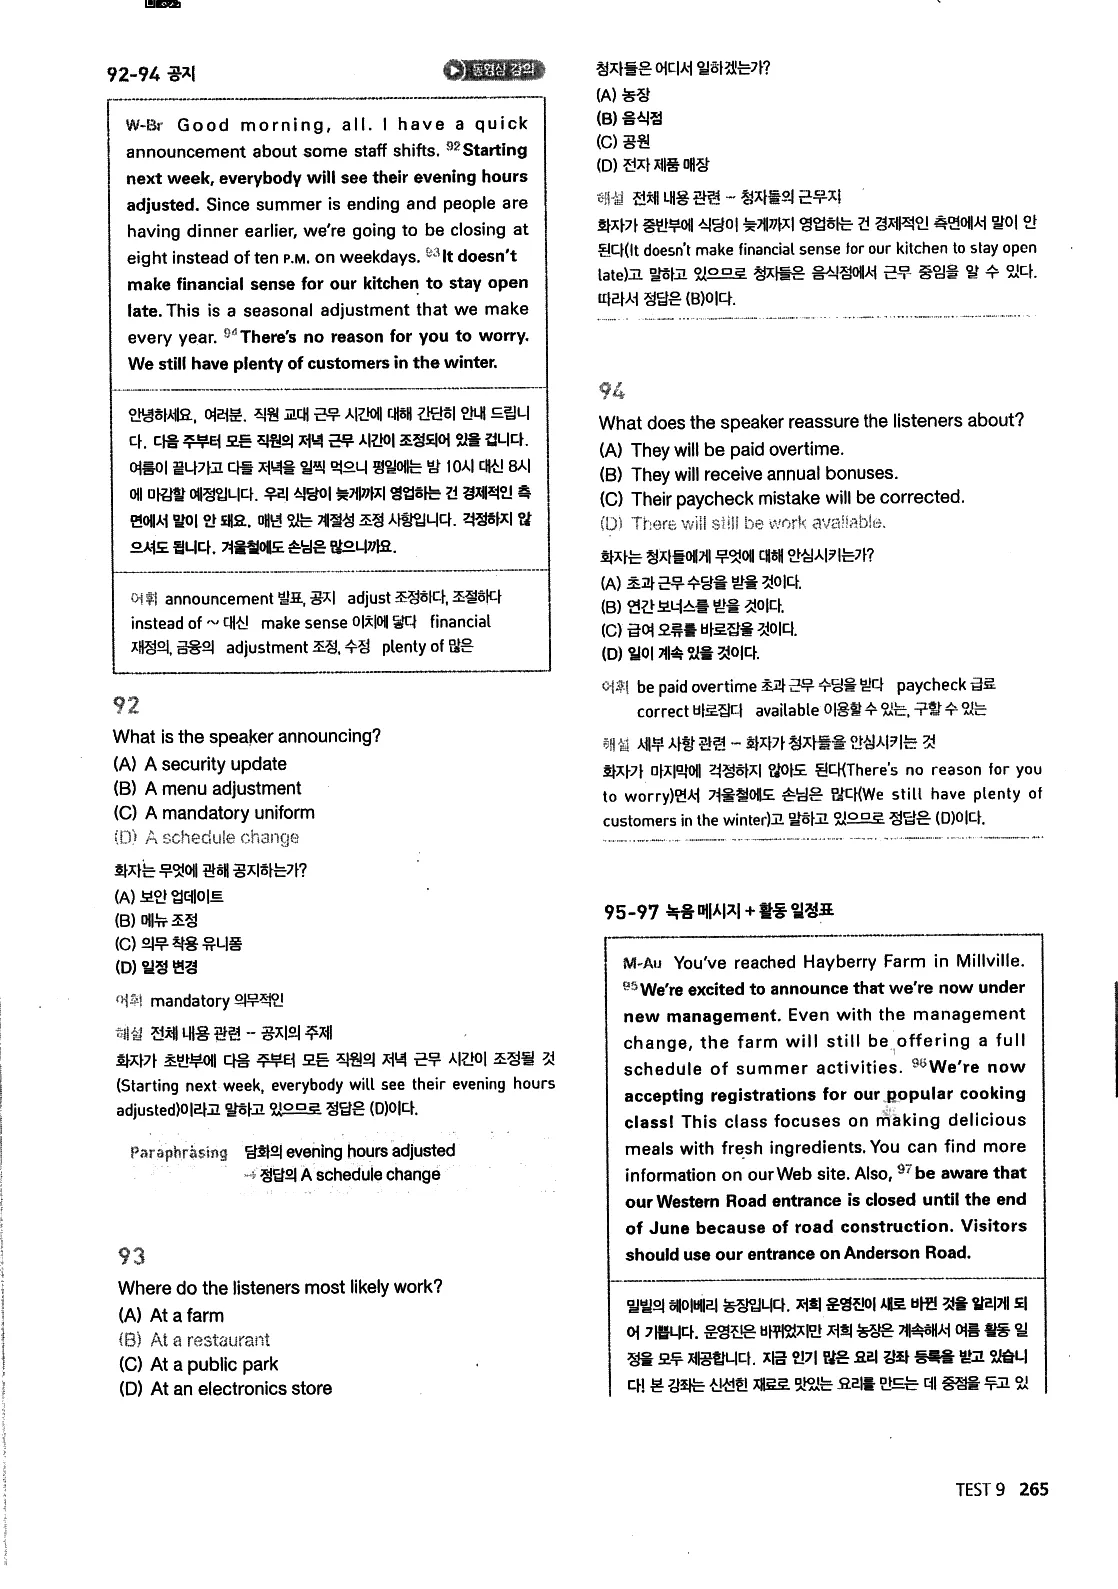 92-94 공지
동영상 강의
W-Br Good morning, all. I have a quick
announcement about some staff shifts. 92 Starting
next week, everybody will see their evening hours
adjusted. Since summer is ending and people are
having dinner earlier, we're going to be closing at
eight instead of ten P.M. on weekdays. 93 It doesn't
make financial sense for our kitchen to stay open
late. This is a seasonal adjustment that we make
every year. 94 There's no reason for you to worry.
We still have plenty of customers in the winter.
안녕하세요, 여러분. 직원 교대 근무 시간에 대해 간단히 안내 드립니
다. 다음 주부터 모든 직원의 저녁 근무 시간이 조정되어 있을 겁니다.
여름이 끝나가고 다들 저녁을 일찍 먹으니 평일에는 밤 10시 대신 8시
에 마감할 예정입니다. 우리 식당이 늦게까지 영업하는 건 경제적인 측
면에서 말이 안 돼요. 매년 있는 계절성 조정 사항입니다. 걱정하지 않
으셔도 됩니다. 겨울철에도 손님은 많으니까요.
어휘 announcement 발표, 공지 adjust 조정하다, 조절하다
instead of ~ 대신 make sense 이치에 닿다 financial
재정의, 금융의 adjustment 조정, 수정 plenty of 많은
92
What is the speaker announcing?
(A) A security update
(B) A menu adjustment
(C) A mandatory uniform
(D) A schedule change
화자는 무엇에 관해 공지하는가?
(A) 보안 업데이트
(B) 메뉴 조정
(C) 의무 착용 유니폼
(D) 일정 변경
어휘 mandatory 의무적인
해설 전체 내용 관련 - 공지의 주제
화자가 초반부에 다음 주부터 모든 직원의 저녁 근무 시간이 조정될 것
(Starting next week, everybody will see their evening hours
adjusted)이라고 말하고 있으므로 정답은 (D)이다.
Paraphrasing 담화의 evening hours adjusted
→ 정답의 A schedule change
93
Where do the listeners most likely work?
(A) At a farm
(B) At a restaurant
(C) At a public park
(D) At an electronics store
청자들은 어디서 일하겠는가?
(A) 농장
(B) 음식점
(C) 공원
(D) 전자 제품 매장
해설 전체 내용 관련 - 청자들의 근무지
화자가 중반부에 식당이 늦게까지 영업하는 건 경제적인 측면에서 말이 안
된다(It doesn't make financial sense for our kitchen to stay open
late)고 말하고 있으므로 청자들은 음식점에서 근무 중임을 알 수 있다.
따라서 정답은 (B)이다.
94
What does the speaker reassure the listeners about?
(A) They will be paid overtime.
(B) They will receive annual bonuses.
(C) Their paycheck mistake will be corrected.
(D) There will still be work available.
화자는 청자들에게 무엇에 대해 안심시키는가?
(A) 초과 근무 수당을 받을 것이다.
(B) 연간 보너스를 받을 것이다.
(C) 급여 오류를 바로잡을 것이다.
(D) 일이 계속 있을 것이다.
어휘 be paid overtime 초과 근무 수당을 받다 paycheck 급료
correct 바로잡다 available 이용할 수 있는, 구할 수 있는
해설 세부 사항 관련 - 화자가 청자들을 안심시키는 것
화자가 마지막에 걱정하지 않아도 된다(There's no reason for you
to worry)면서 겨울철에도 손님은 많다(We still have plenty of
customers in the winter)고 말하고 있으므로 정답은 (D)이다.
95-97 녹음 메시지 + 활동 일정표
M-Au You've reached Hayberry Farm in Millville.
95 We're excited to announce that we're now under
new management. Even with the management
change, the farm will still be offering a full
schedule of summer activities. 96 We're now
accepting registrations for our popular cooking
class! This class focuses on making delicious
meals with fresh ingredients. You can find more
information on our Web site. Also, 97 be aware that
our Western Road entrance is closed until the end
of June because of road construction. Visitors
should use our entrance on Anderson Road.
밀빌의 헤이베리 농장입니다. 저희 운영진이 새로 바뀐 것을 알리게 되
어 기쁩니다. 운영진은 바뀌었지만 저희 농장은 계속해서 여름 활동 일
정을 모두 제공합니다. 지금 인기 많은 요리 강좌 등록을 받고 있습니
다! 본 강좌는 신선한 재료로 맛있는 요리를 만드는 데 중점을 두고 있
TEST 9 265